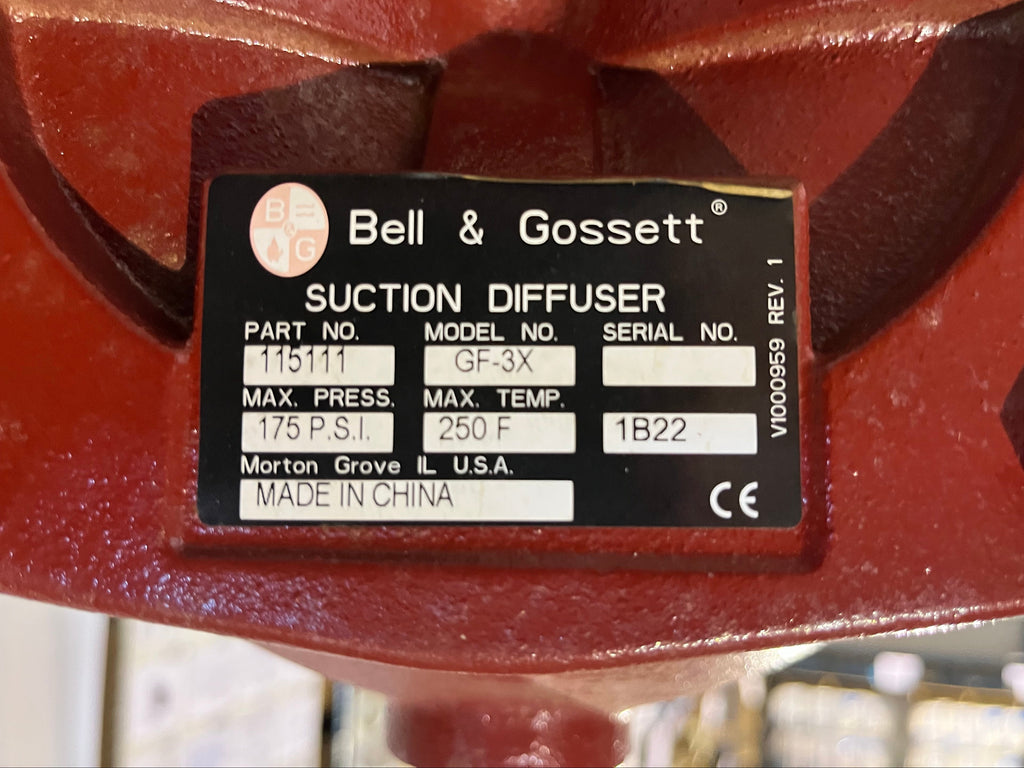 B & G
Bell & Gossett®
SUCTION DIFFUSER
PART NO. MODEL NO. SERIAL NO.
115111 GF-3X
MAX. PRESS. MAX. TEMP.
175 P.S.I. 250 F 1B22
Morton Grove IL U.S.A.
MADE IN CHINA
CE
V1000959 REV. 1